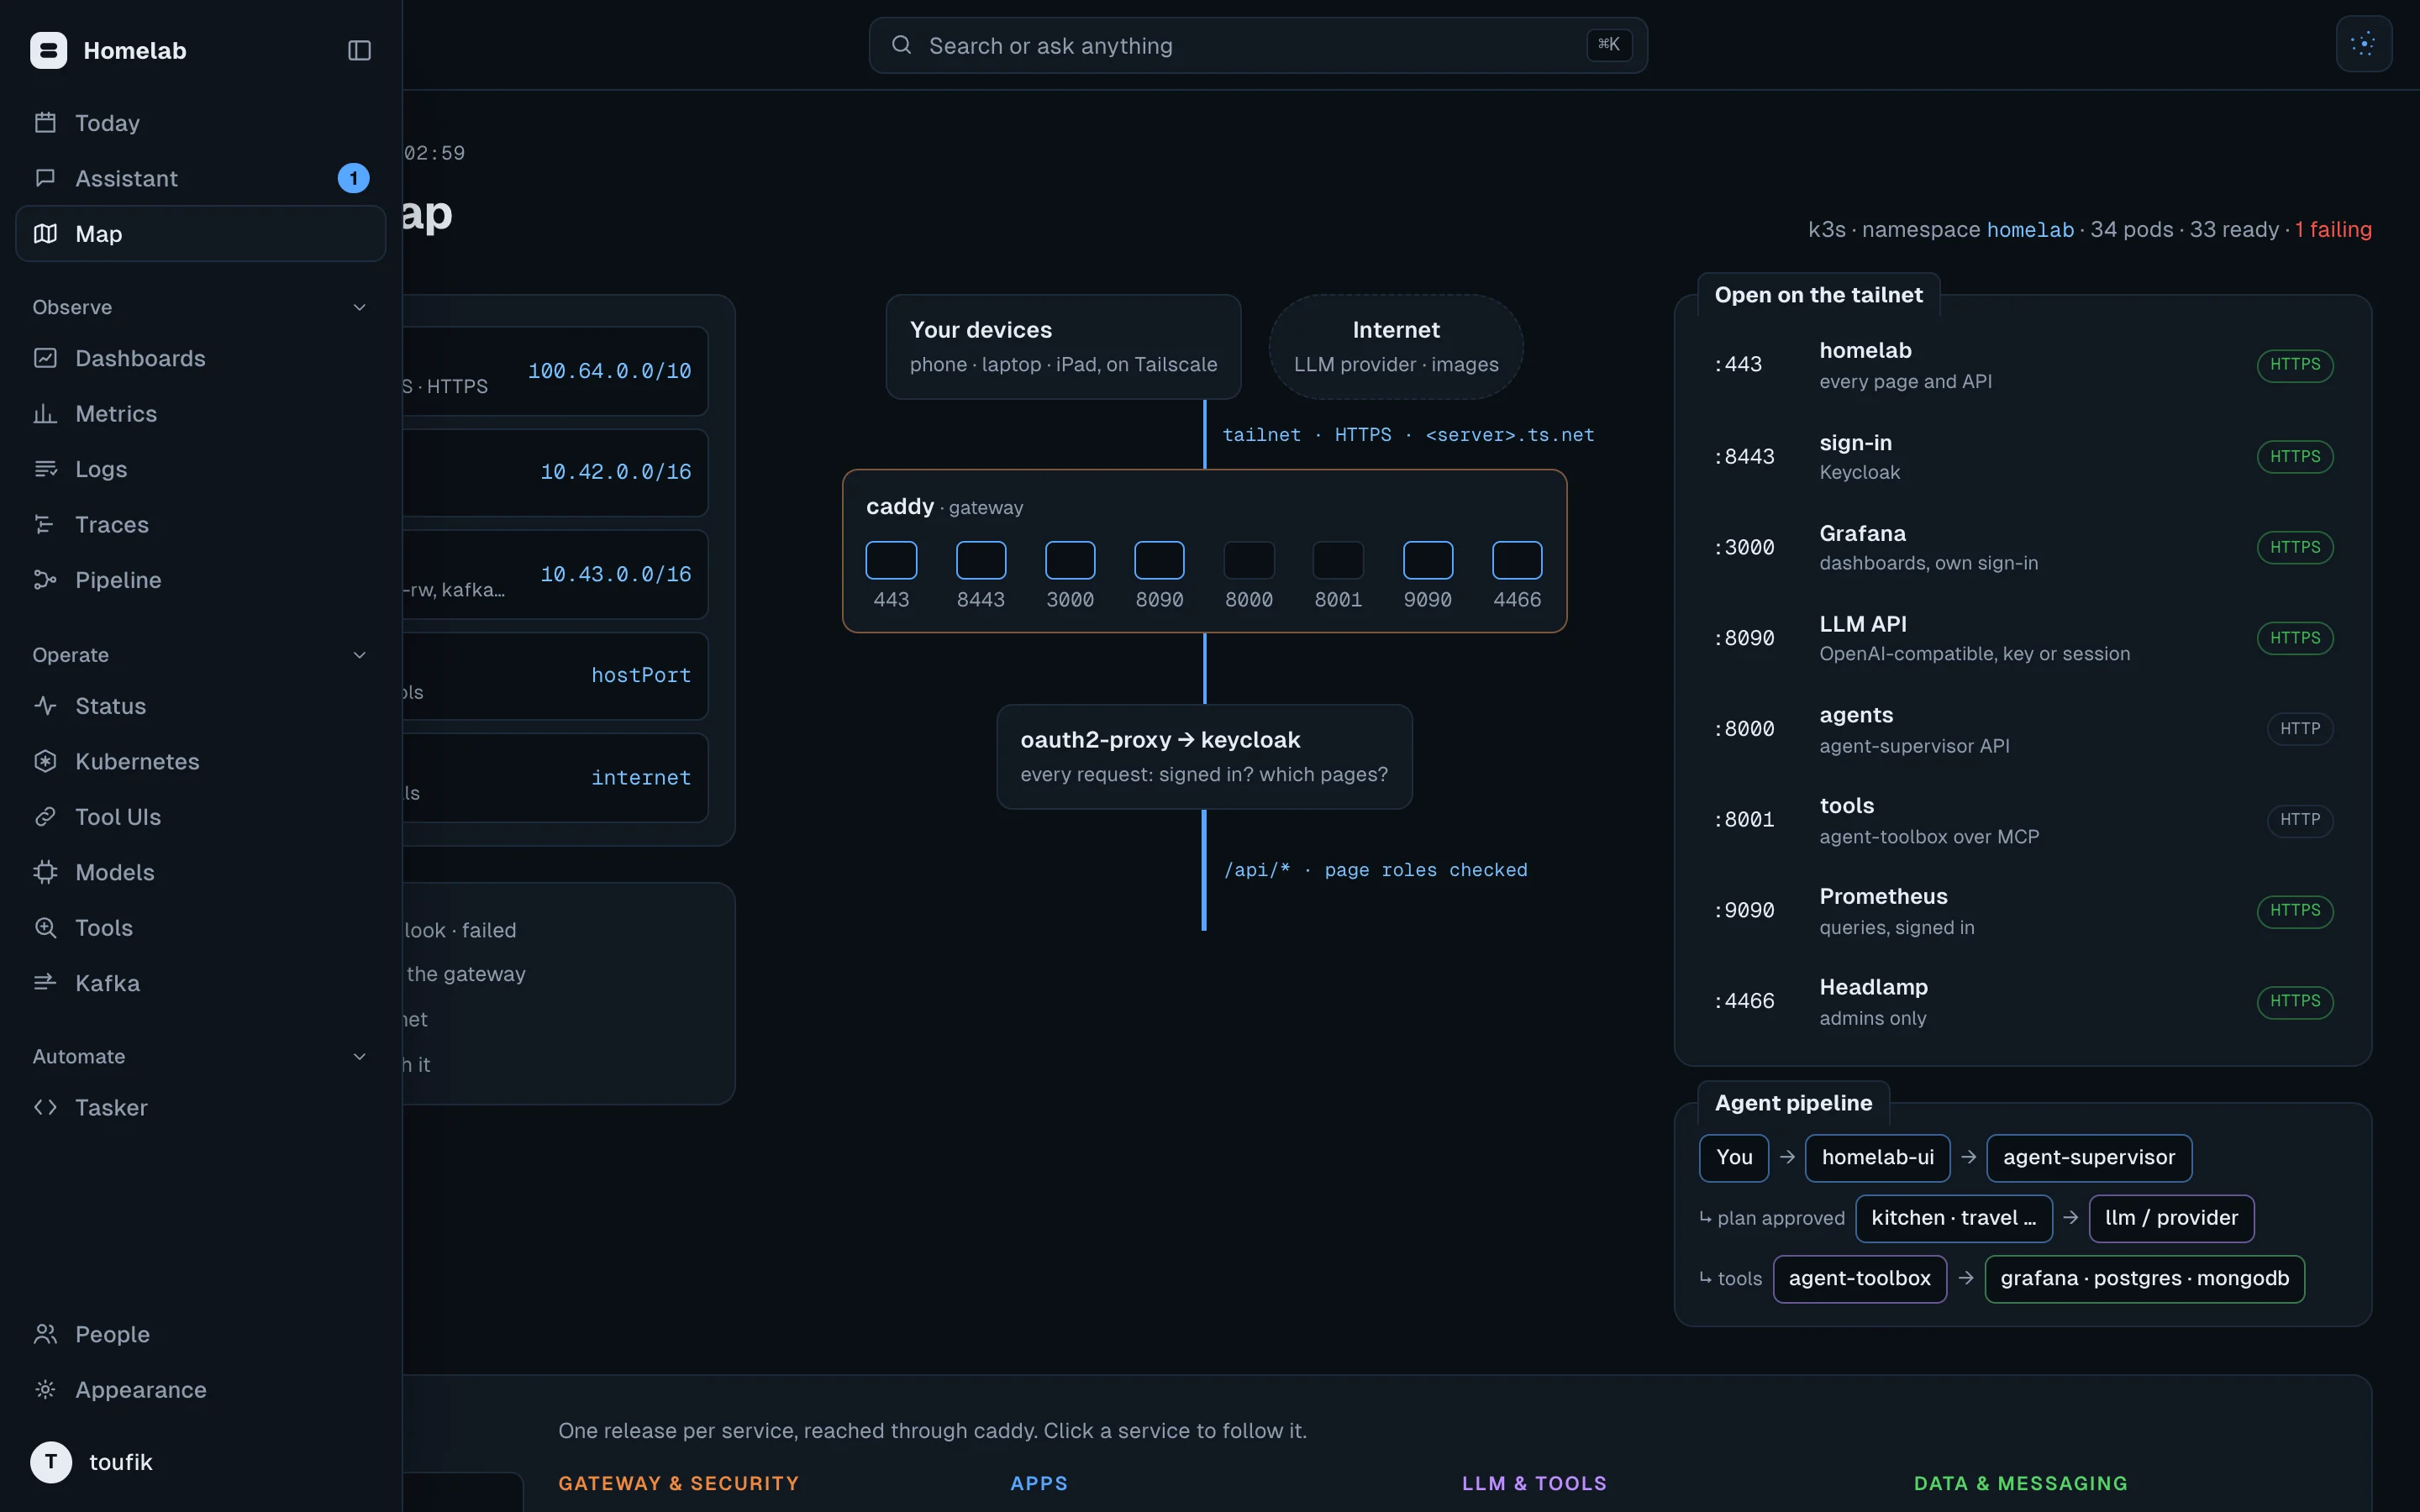 Homelab
Search or ask anything
⌘K
Today
Assistant
1
Map
Observe
Dashboards
Metrics
Logs
Traces
Pipeline
Operate
Status
Kubernetes
Tool UIs
Models
Tools
Kafka
Automate
Tasker
People
Appearance
T
toufik
02:59
ap
k3s · namespace homelab · 34 pods · 33 ready · 1 failing
S · HTTPS
100.64.0.0/10
10.42.0.0/16
-rw, kafka…
10.43.0.0/16
hostPort
internet
look · failed
the gateway
h it
Your devices
phone · laptop · iPad, on Tailscale
Internet
LLM provider · images
tailnet · HTTPS · <server>.ts.net
caddy · gateway
443 8443 3000 8090 8000 8001 9090 4466
oauth2-proxy → keycloak
every request: signed in? which pages?
/api/* · page roles checked
Open on the tailnet
:443 homelab HTTPS
every page and API
:8443 sign-in HTTPS
Keycloak
:3000 Grafana HTTPS
dashboards, own sign-in
:8090 LLM API HTTPS
OpenAI-compatible, key or session
:8000 agents HTTP
agent-supervisor API
:8001 tools HTTP
agent-toolbox over MCP
:9090 Prometheus HTTPS
queries, signed in
:4466 Headlamp HTTPS
admins only
Agent pipeline
You → homelab-ui → agent-supervisor
↳ plan approved kitchen · travel … → llm / provider
↳ tools agent-toolbox → grafana · postgres · mongodb
One release per service, reached through caddy. Click a service to follow it.
GATEWAY & SECURITY
APPS
LLM & TOOLS
DATA & MESSAGING